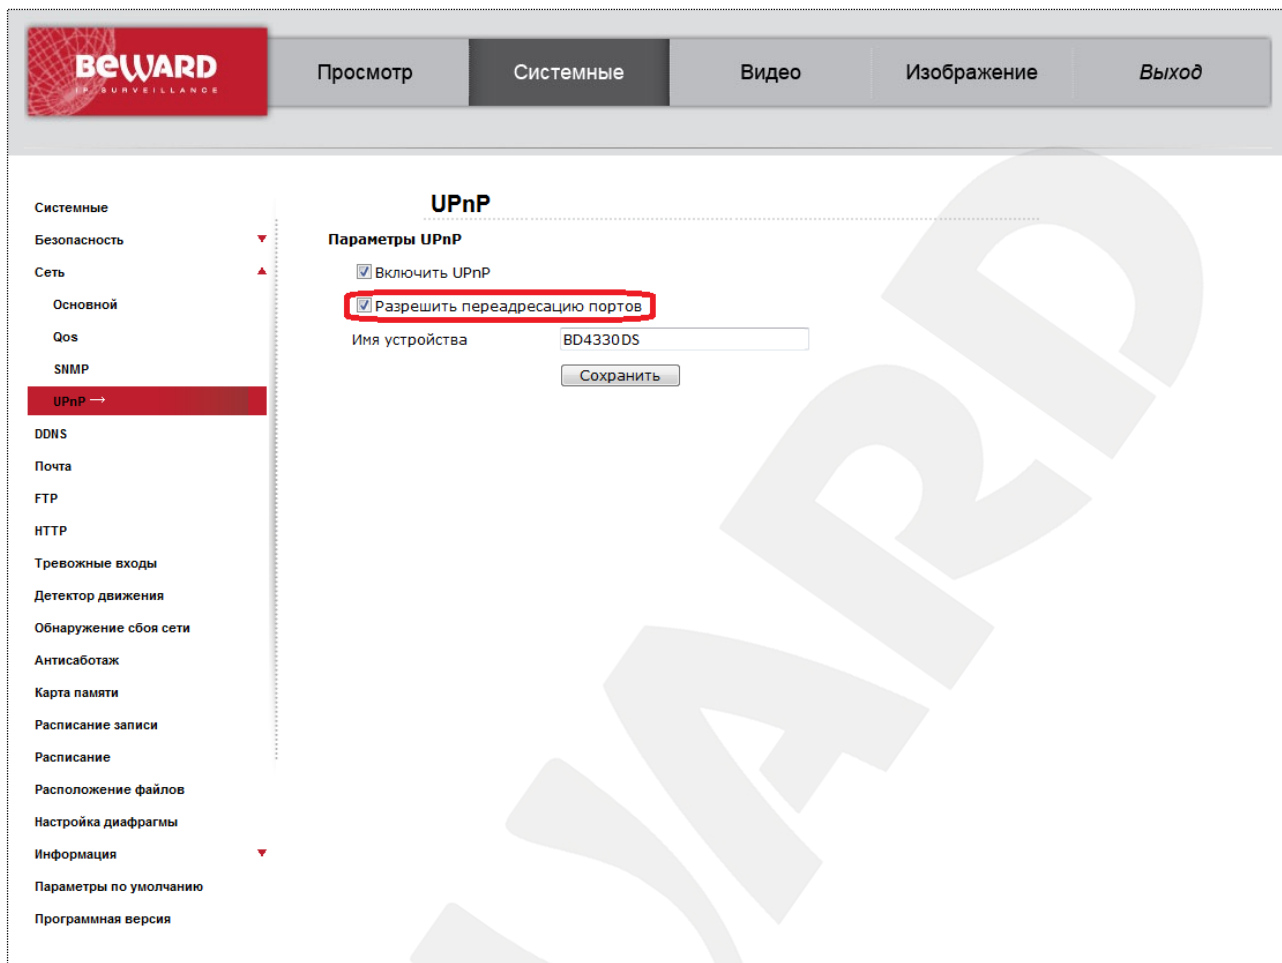 BEWARD
IP SURVEILLANCE
Просмотр
Системные
Видео
Изображение
Выход
Системные
Безопасность
Сеть
Основной
Qos
SNMP
UPnP →
DDNS
Почта
FTP
HTTP
Тревожные входы
Детектор движения
Обнаружение сбоя сети
Антисаботаж
Карта памяти
Расписание записи
Расписание
Расположение файлов
Настройка диафрагмы
Информация
Параметры по умолчанию
Программная версия
UPnP
Параметры UPnP
Включить UPnP
Разрешить переадресацию портов
Имя устройства BD4330DS
Сохранить
WARD